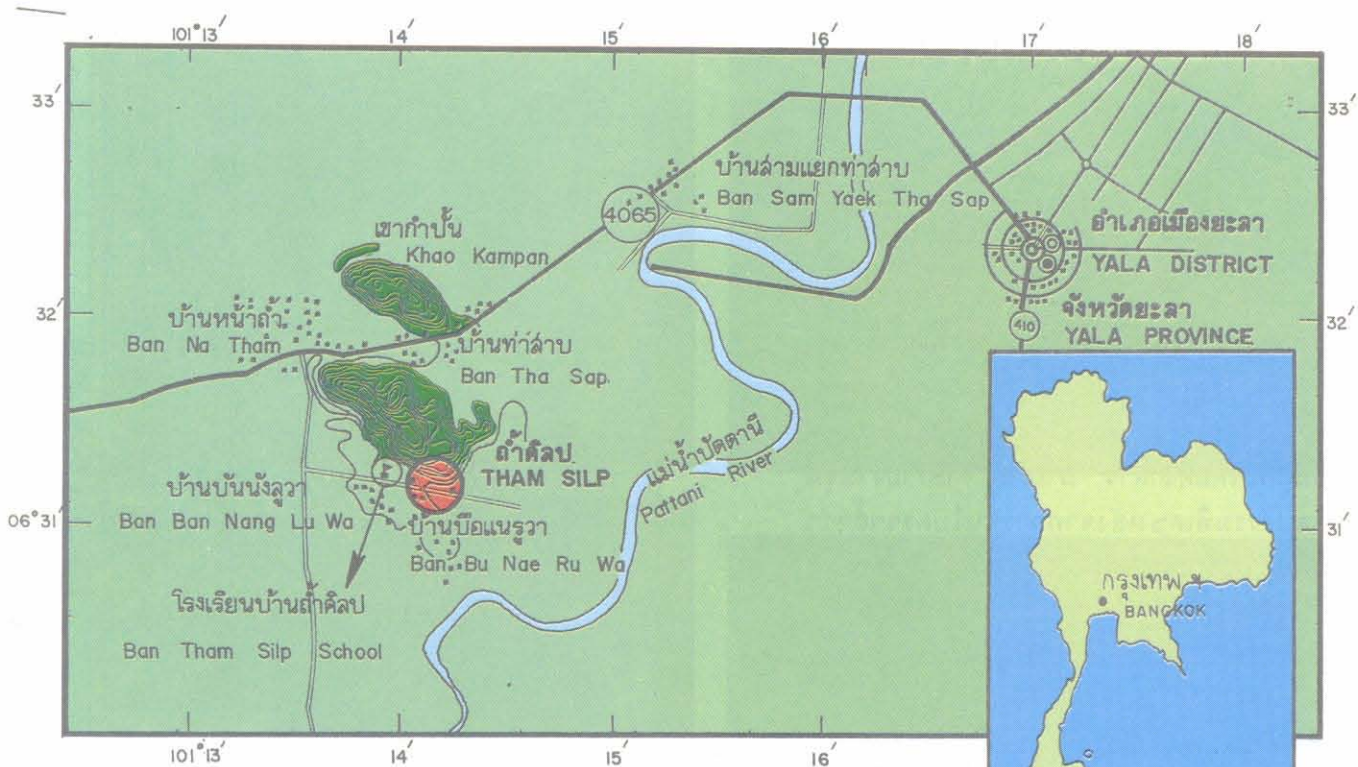 101°13′ 14′ 15′ 16′ 17′ 18′
33′ 33′
บ้านสามแยกท่าสาบ
Ban Sam Yaek Tha Sap
4065
เขากำปั้น
Khao Kampan
อำเภอเมืองยะลา
YALA DISTRICT
32′ 32′
บ้านหน้าถ้ำ
Ban Na Tham
จังหวัดยะลา
YALA PROVINCE
410
บ้านท่าสาบ
Ban Tha Sap
ถ้ำศิลป
THAM SILP
แม่น้ำปัตตานี
Pattani River
บ้านบันนังลูวา
Ban Ban Nang Lu Wa
06°31′ 31′
บ้านบือแนรูวา
Ban Bu Nae Ru Wa
กรุงเทพ ฯ
BANGKOK
โรงเรียนบ้านถ้ำศิลป
Ban Tham Silp School
101°13′ 14′ 15′ 16′